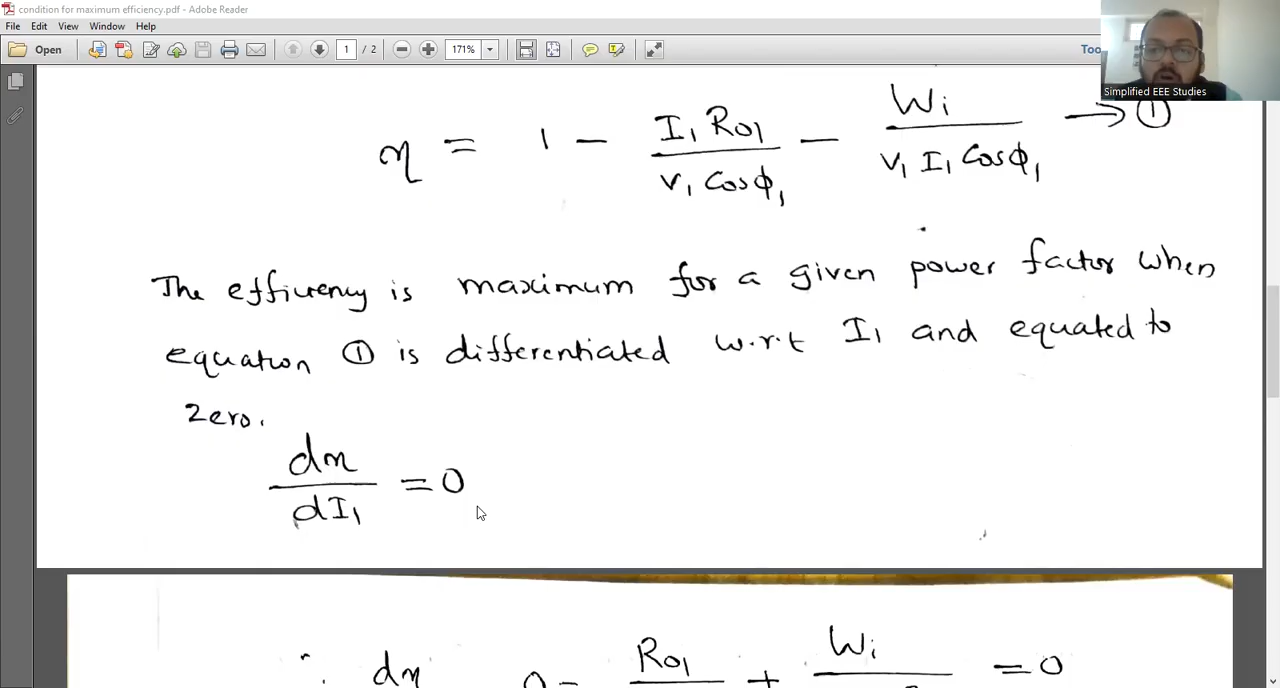 condition for maximum efficiency.pdf - Adobe Reader
File Edit View Window Help
Open 1 / 2 171% Too
Simplified EEE Studies
η = 1 - I₁ R₀₁ / V₁ Cosφ₁ - Wi / V₁ I₁ Cosφ₁ → ①
The efficiency is maximum for a given power factor when
equation ① is differentiated w.r.t I₁ and equated to
zero.
dη / dI₁ = 0
∴ dη 0 - R₀₁ + Wi = 0